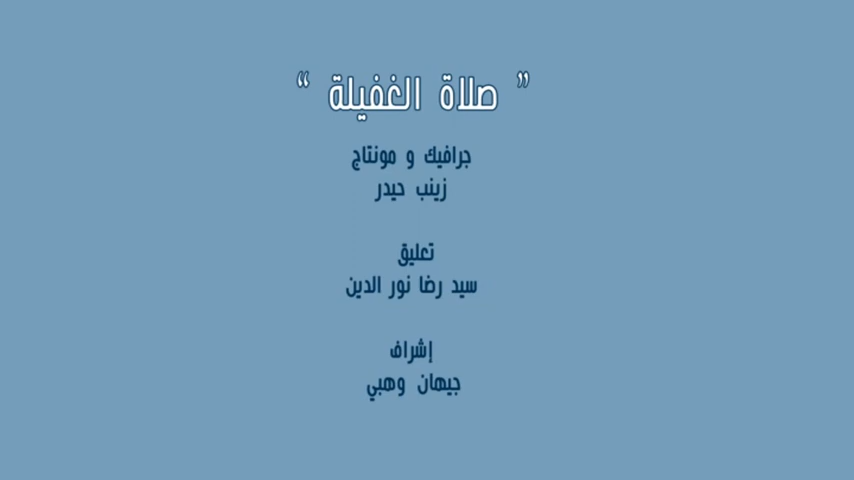 ” صلاة الغفيلة “
جرافيك و مونتاج
زينب حيدر
تعليق
سيد رضا نور الدين
إشراف
جيهان وهبي